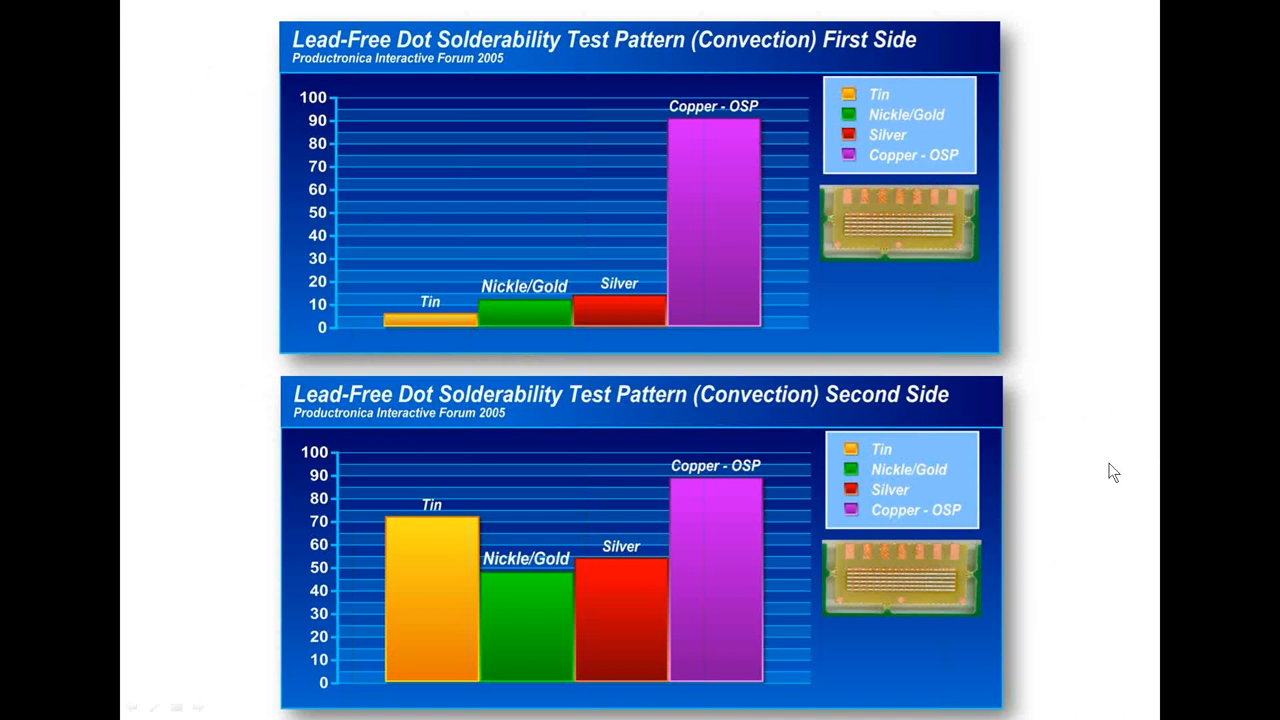 Lead-Free Dot Solderability Test Pattern (Convection) First Side
Productronica Interactive Forum 2005
100
90
80
70
60
50
40
30
20
10
0
Tin
Nickle/Gold
Silver
Copper - OSP
Tin
Nickle/Gold
Silver
Copper - OSP
Lead-Free Dot Solderability Test Pattern (Convection) Second Side
Productronica Interactive Forum 2005
100
90
80
70
60
50
40
30
20
10
0
Tin
Nickle/Gold
Silver
Copper - OSP
Tin
Nickle/Gold
Silver
Copper - OSP